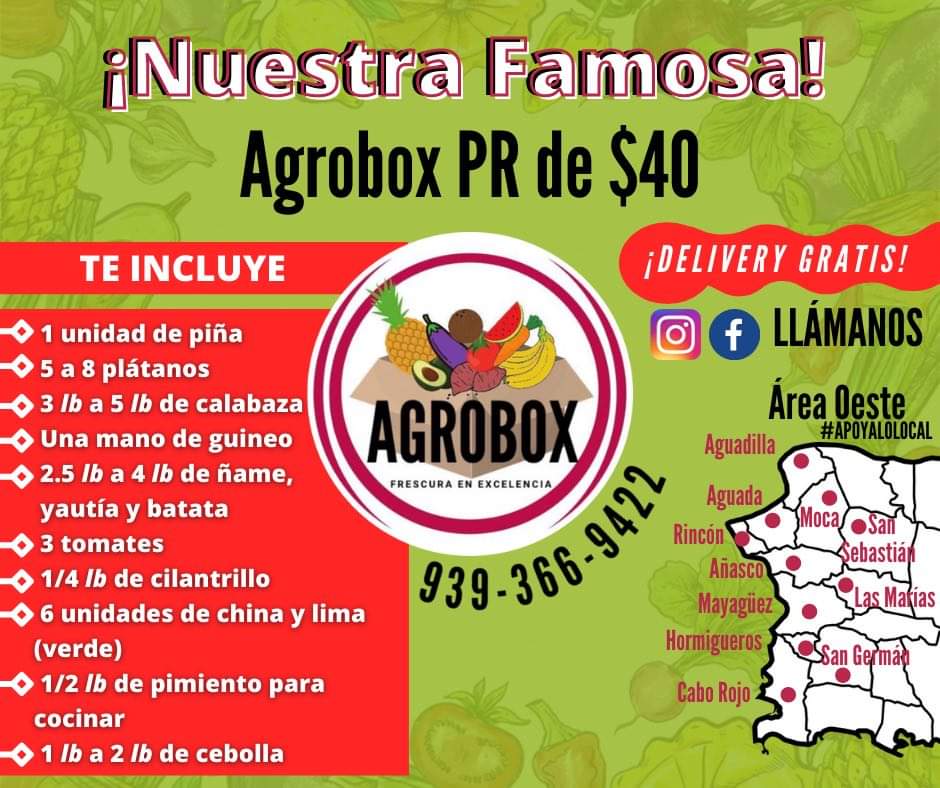 ¡Nuestra Famosa!
Agrobox PR de $40
TE INCLUYE
1 unidad de piña
5 a 8 plátanos
3 lb a 5 lb de calabaza
Una mano de guineo
2.5 lb a 4 lb de ñame,
yautía y batata
3 tomates
1/4 lb de cilantrillo
6 unidades de china y lima
(verde)
1/2 lb de pimiento para
cocinar
1 lb a 2 lb de cebolla
AGROBOX
FRESCURA EN EXCELENCIA
939-366-9422
¡DELIVERY GRATIS!
LLÁMANOS
Área Oeste
#APOYALOLOCAL
Aguadilla
Aguada
Moca
San
Sebastián
Rincón
Añasco
Las Marías
Mayagüez
Hormigueros
San Germán
Cabo Rojo